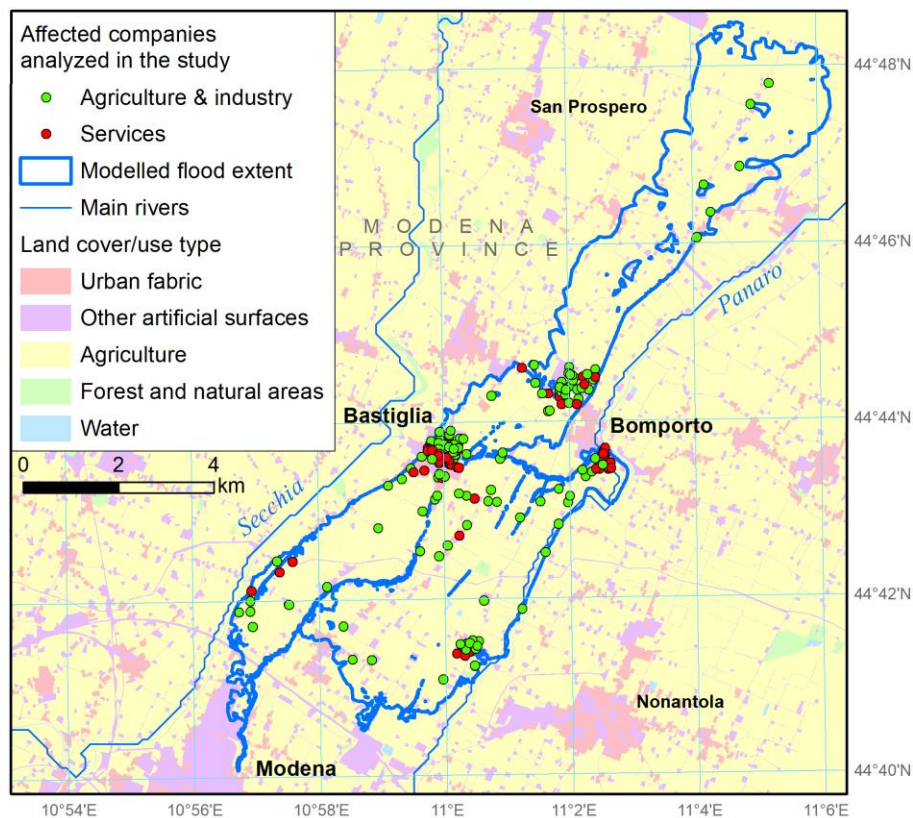 Affected companies
analyzed in the study
Agriculture & industry
Services
Modelled flood extent
Main rivers
Land cover/use type
Urban fabric
Other artificial surfaces
Agriculture
Forest and natural areas
Water
0 2 4
km
San Prospero
MODENA
PROVINCE
Panaro
Bastiglia
Bomporto
Secchia
Nonantola
Modena
44°48'N
44°46'N
44°44'N
44°42'N
44°40'N
10°54'E 10°56'E 10°58'E 11°E 11°2'E 11°4'E 11°6'E